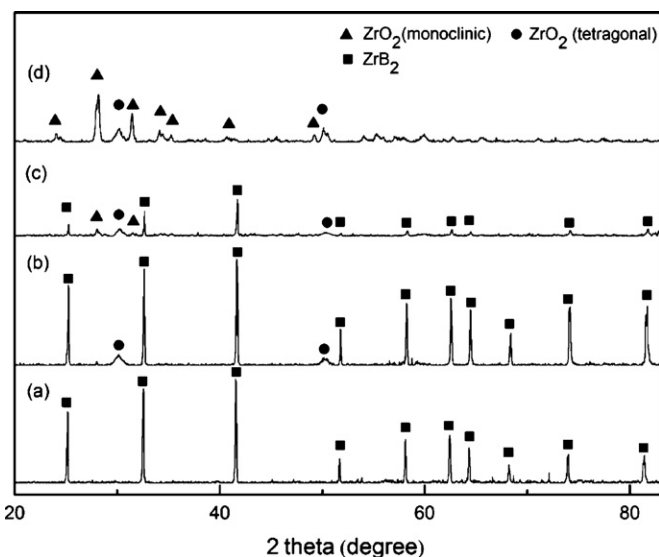 ▲ ZrO2(monoclinic) ● ZrO2 (tetragonal)
■ ZrB2
(d)
(c)
(b)
(a)
20 40 60 80
2 theta (degree)